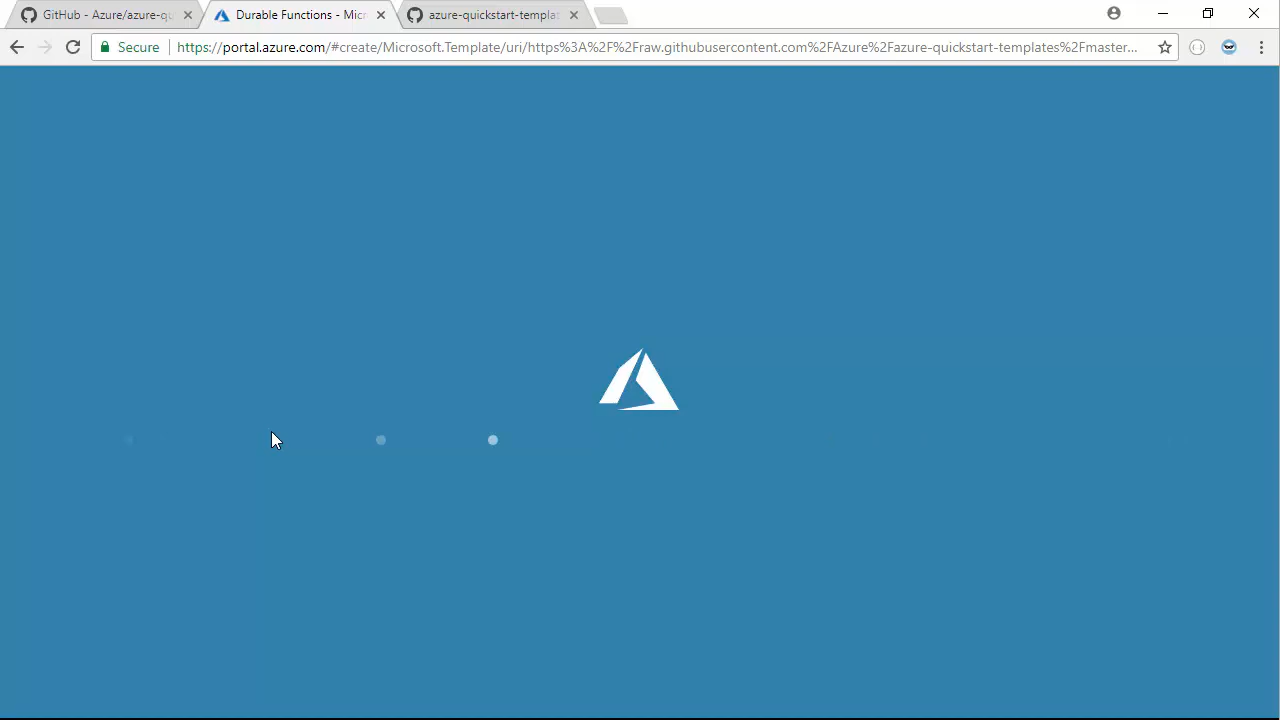 GitHub - Azure/azure-qu
Durable Functions - Micr
azure-quickstart-templat
Secure
https://portal.azure.com/#create/Microsoft.Template/uri/https%3A%2F%2Fraw.githubusercontent.com%2FAzure%2Fazure-quickstart-templates%2Fmaster...